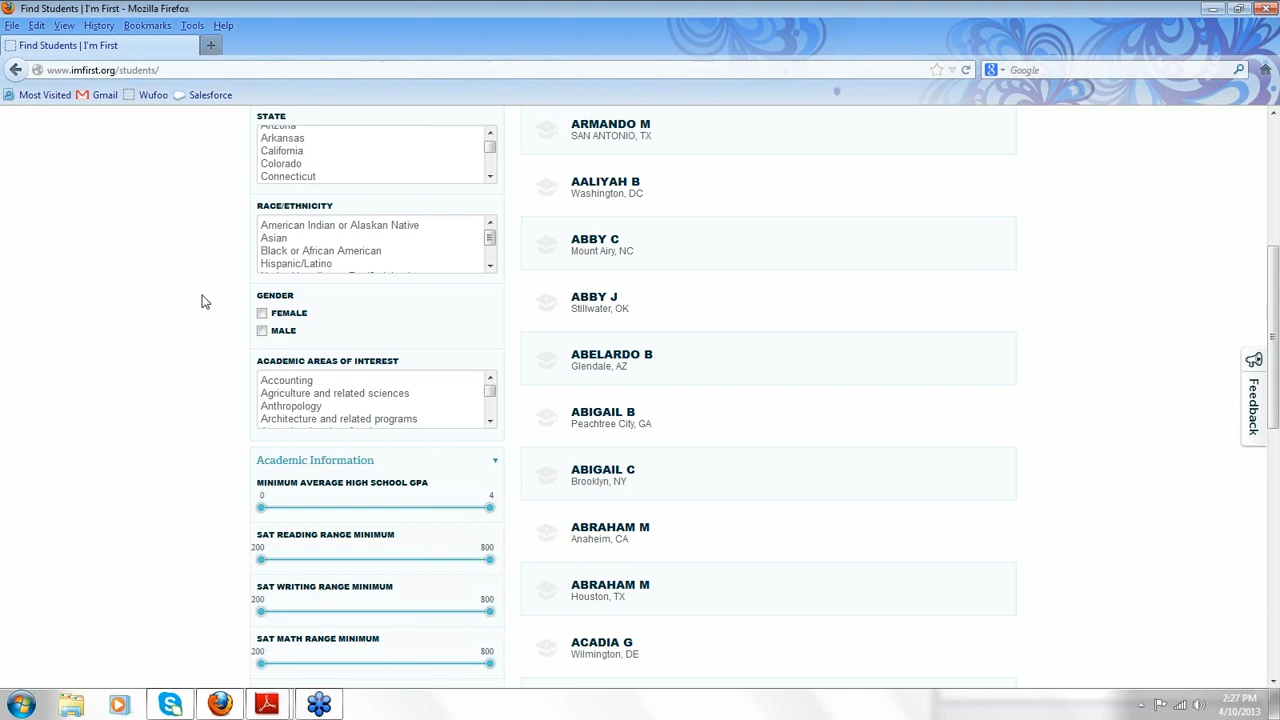 Find Students | I'm First - Mozilla Firefox
File Edit View History Bookmarks Tools Help
Find Students | I'm First
www.imfirst.org/students/
Google
Most Visited Gmail Wufoo Salesforce
STATE
Arizona
Arkansas
California
Colorado
Connecticut
RACE/ETHNICITY
American Indian or Alaskan Native
Asian
Black or African American
Hispanic/Latino
GENDER
FEMALE
MALE
ACADEMIC AREAS OF INTEREST
Accounting
Agriculture and related sciences
Anthropology
Architecture and related programs
Academic Information
MINIMUM AVERAGE HIGH SCHOOL GPA
0 4
SAT READING RANGE MINIMUM
200 800
SAT WRITING RANGE MINIMUM
200 800
SAT MATH RANGE MINIMUM
200 800
ARMANDO M
SAN ANTONIO, TX
AALIYAH B
Washington, DC
ABBY C
Mount Airy, NC
ABBY J
Stillwater, OK
ABELARDO B
Glendale, AZ
ABIGAIL B
Peachtree City, GA
ABIGAIL C
Brooklyn, NY
ABRAHAM M
Anaheim, CA
ABRAHAM M
Houston, TX
ACADIA G
Wilmington, DE
Feedback
2:27 PM
4/10/2013